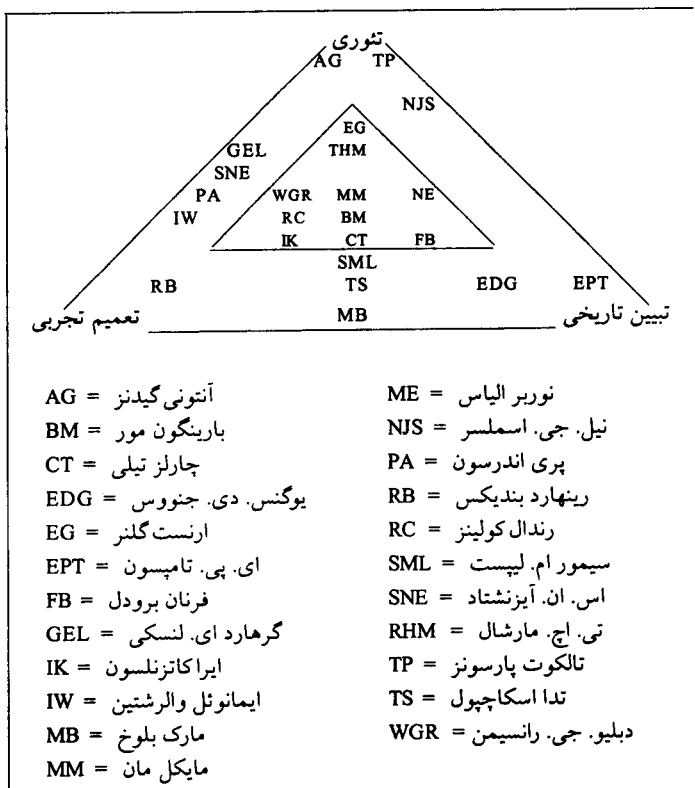 تئوری
AG TP
NJS
EG
GEL THM
SNE
PA WGR MM NE
IW RC BM
IK CT FB
SML
RB TS EDG EPT
تعمیم تجربی MB تبیین تاریخی
ME = نوربر الیاس
NJS = نیل. جی. اسملسر
PA = پری اندرسون
RB = رینهارد بندیکس
RC = رندال کولینز
SML = سیمور ام. لیپست
SNE = اس. ان. آیزنشتاد
RHM = تی. اچ. مارشال
TP = تالکوت پارسونز
TS = تدا اسکاچپول
WGR = دبلیو. جی. رانسیمن
AG = آنتونی گیدنز
BM = بارینگون مور
CT = چارلز تیلی
EDG = یوگنس. دی. جنووس
EG = ارنست گلنر
EPT = ای. پی. تامپسون
FB = فرنان برودل
GEL = گرهارد ای. لنسکی
IK = ایرا کاتزنلسون
IW = ایمانوئل والرشتین
MB = مارک بلوخ
MM = مایکل مان